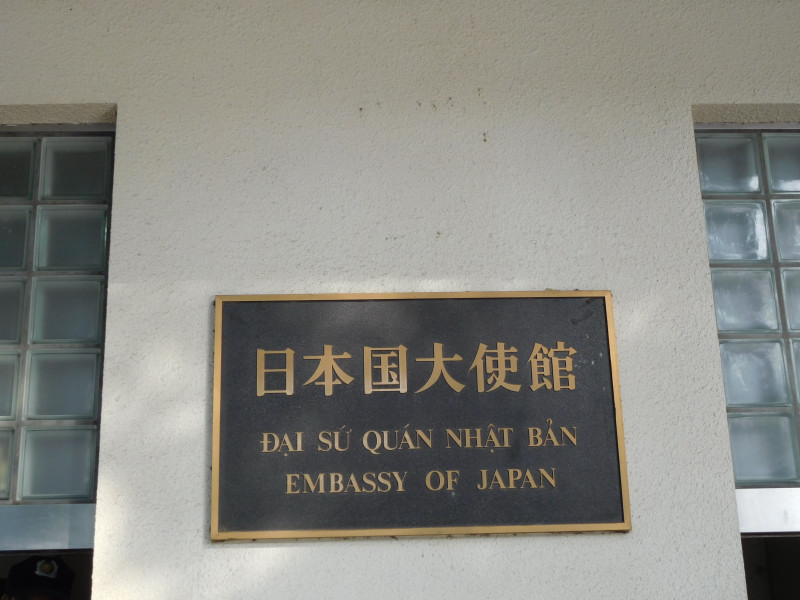 日本国大使館
ĐẠI SỨ QUÁN NHẬT BẢN
EMBASSY OF JAPAN